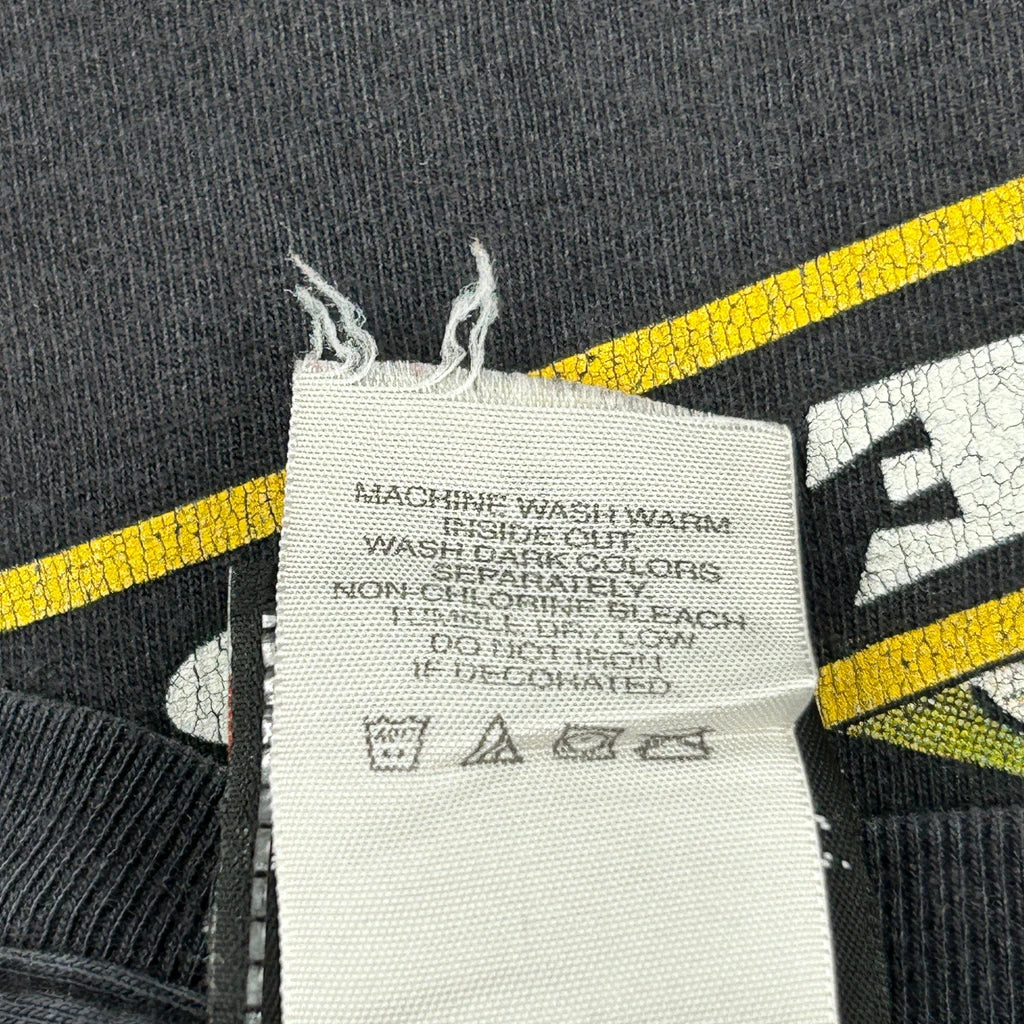 MACHINE WASH WARM
INSIDE OUT.
WASH DARK COLORS
SEPARATELY.
NON-CHLORINE BLEACH
TUMBLE DRY LOW
DO NOT IRON
IF DECORATED